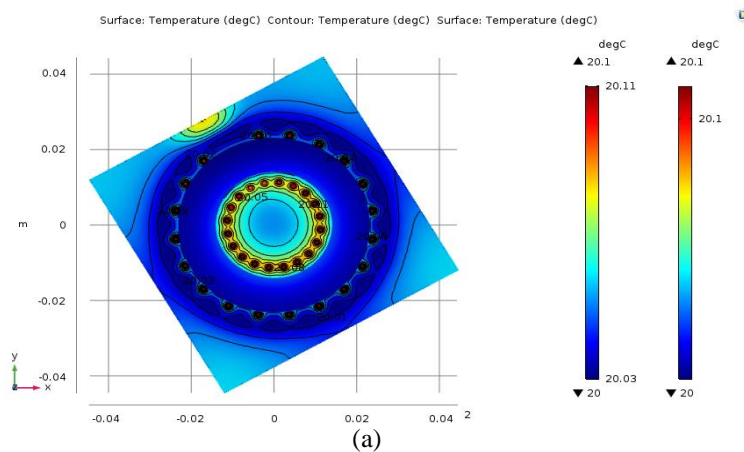 Surface: Temperature (degC) Contour: Temperature (degC) Surface: Temperature (degC)
degC degC
▲ 20.1 ▲ 20.1
20.11
20.1
0.04
0.02
m 0
-0.02
-0.04
20.03
▼ 20 ▼ 20
y
z x
-0.04 -0.02 0 0.02 0.04 2
(a)